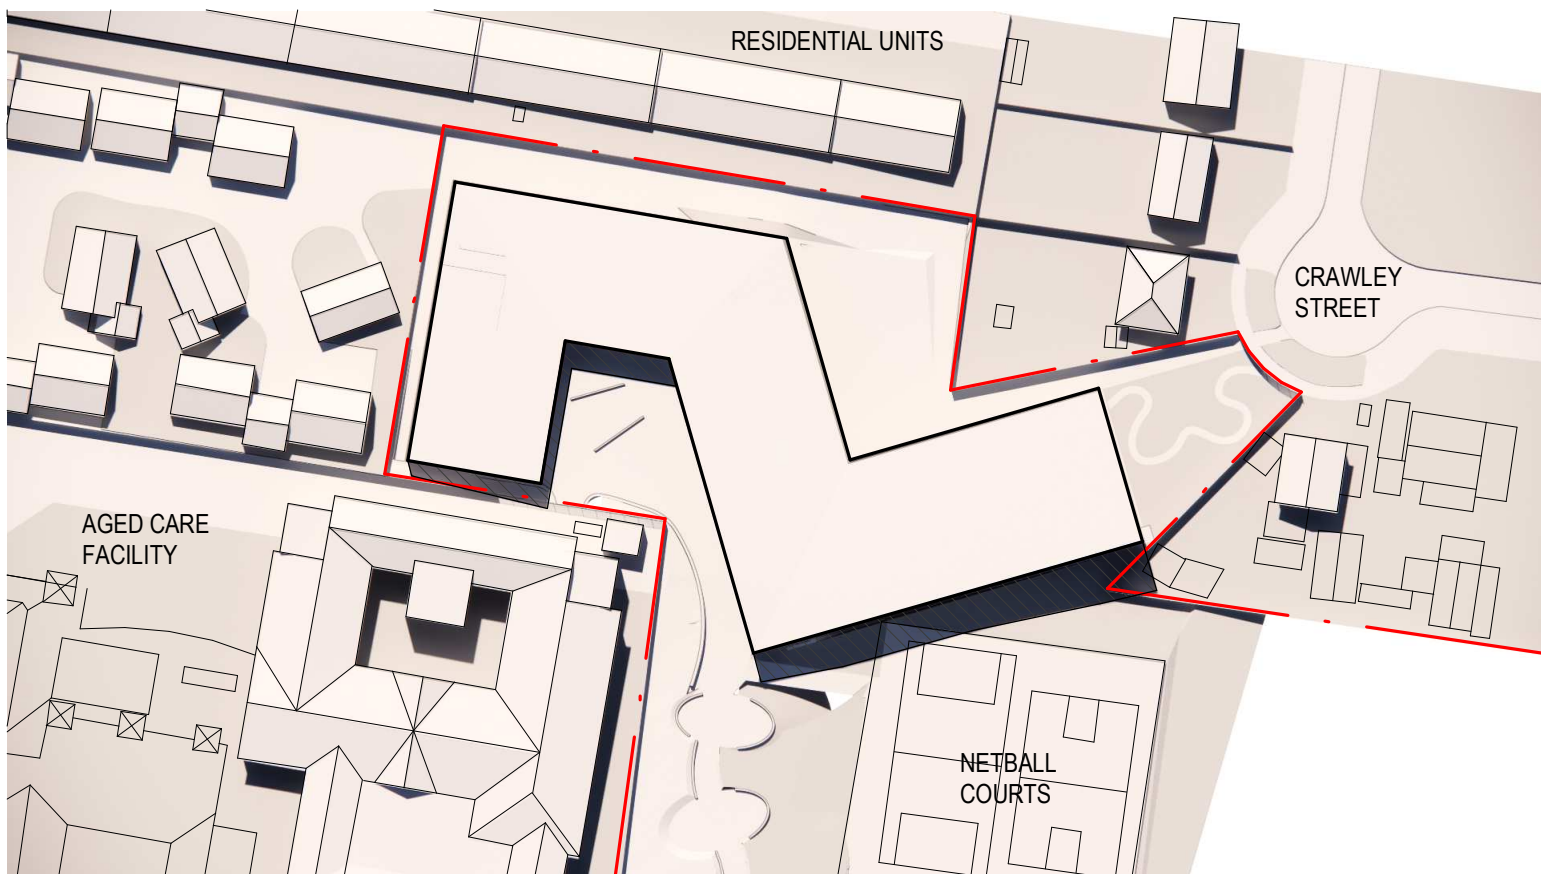 RESIDENTIAL UNITS
CRAWLEY
STREET
AGED CARE
FACILITY
NETBALL
COURTS